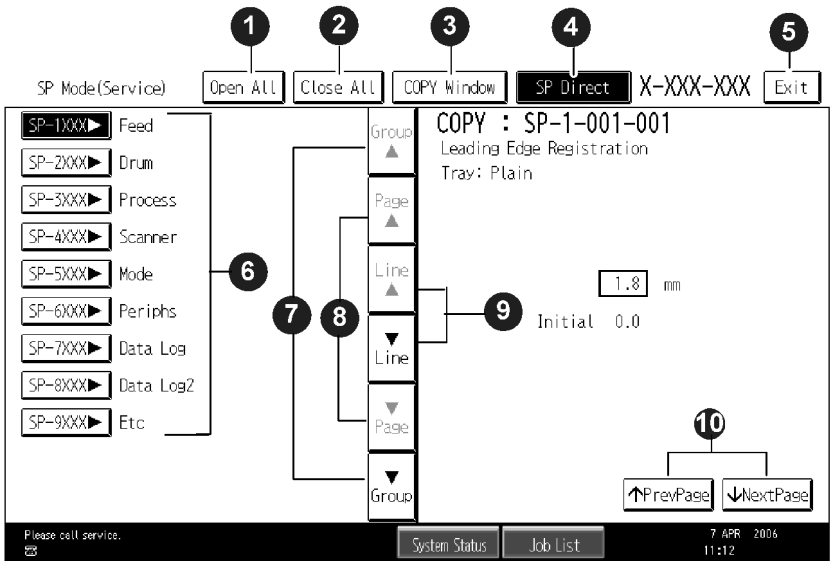 1 2 3 4 5
SP Mode(Service) Open All Close All COPY Window SP Direct X-XXX-XXX Exit
SP-1XXX▶ Feed
SP-2XXX▶ Drum
SP-3XXX▶ Process
SP-4XXX▶ Scanner
SP-5XXX▶ Mode
SP-6XXX▶ Periphs
SP-7XXX▶ Data Log
SP-8XXX▶ Data Log2
SP-9XXX▶ Etc
6
7
8
Group ▲
Page ▲
Line ▲
▼ Line
▼ Page
▼ Group
9
COPY : SP-1-001-001
Leading Edge Registration
Tray: Plain
1.8 mm
Initial 0.0
10
↑PrevPage ↓NextPage
Please call service.
System Status Job List
7 APR 2006
11:12